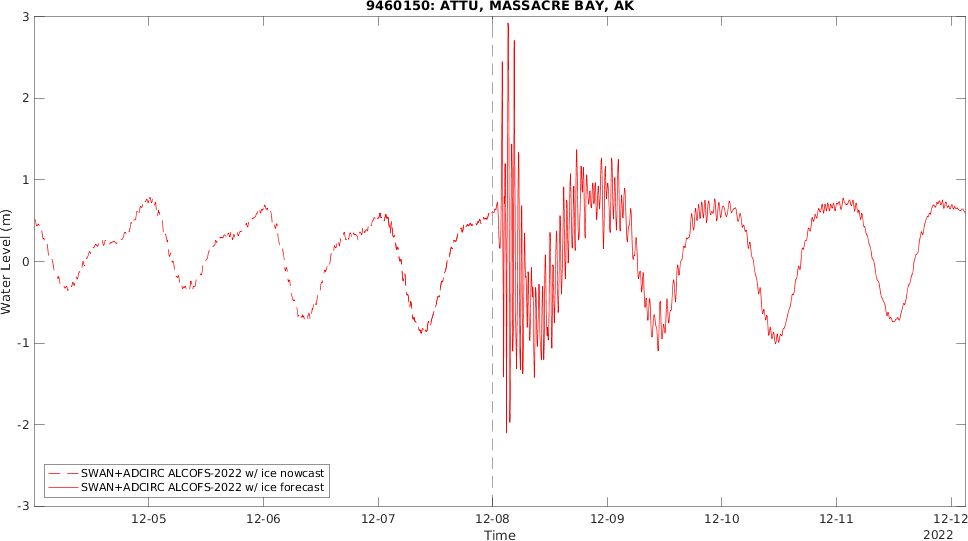 9460150: ATTU, MASSACRE BAY, AK
3
2
1
0
-1
-2
-3
Water Level (m)
SWAN+ADCIRC ALCOFS-2022 w/ ice nowcast
SWAN+ADCIRC ALCOFS-2022 w/ ice forecast
12-05 12-06 12-07 12-08 12-09 12-10 12-11 12-12
Time 2022